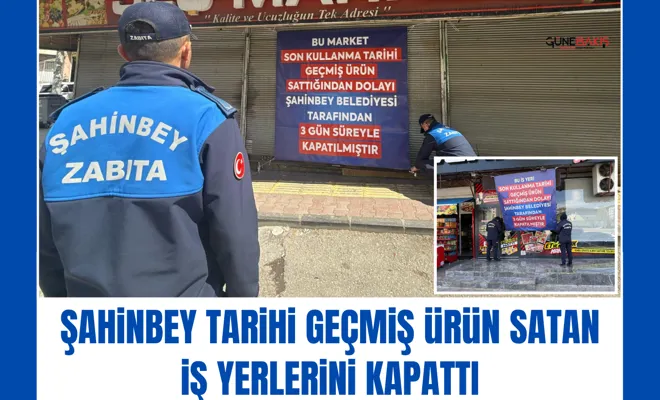 "Kalite ve Ucuzluğun Tek Adresi"
GÜNEBAKIŞ
ZABITA
BU MARKET
SON KULLANMA TARİHİ
GEÇMİŞ ÜRÜN
SATTIĞINDAN DOLAYI
ŞAHİNBEY BELEDİYESİ
TARAFINDAN
3 GÜN SÜREYLE
KAPATILMIŞTIR
ŞAHİNBEY
ZABITA
BU İŞ YERİ
SON KULLANMA TARİHİ
GEÇMİŞ ÜRÜN
SATTIĞINDAN DOLAYI
ŞAHİNBEY BELEDİYESİ
TARAFINDAN
3 GÜN SÜREYLE
KAPATILMIŞTIR
ŞAHİNBEY TARİHİ GEÇMİŞ ÜRÜN SATAN
İŞ YERLERİNİ KAPATTI